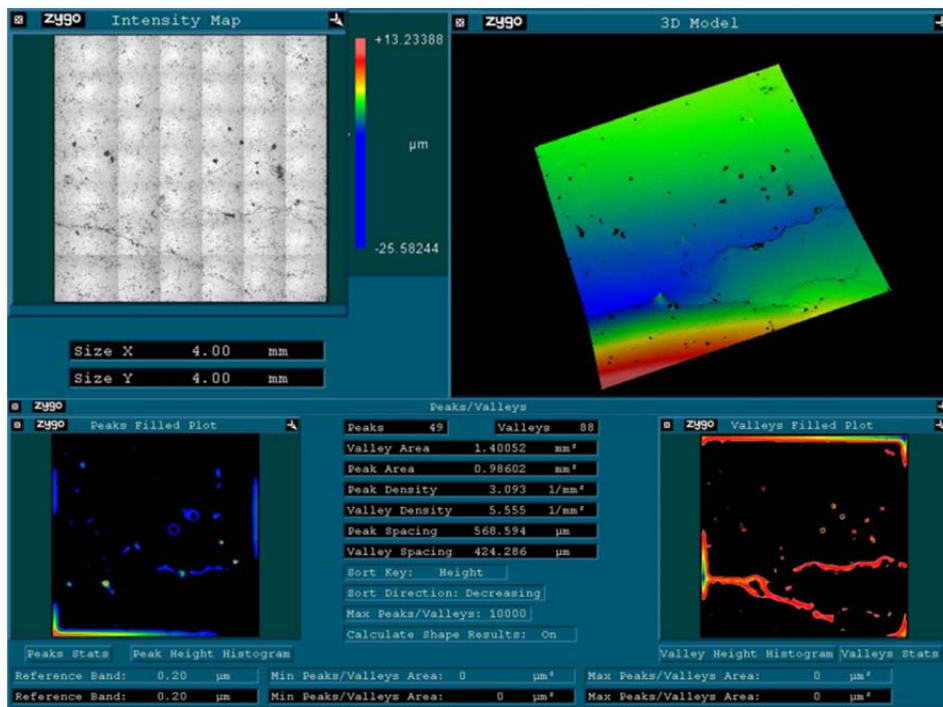 zygo Intensity Map
+13.23388
µm
-25.58244
Size X 4.00 mm
Size Y 4.00 mm
zygo 3D Model
zygo Peaks/Valleys
zygo Peaks Filled Plot
Peaks 49 Valleys 88
Valley Area 1.40052 mm²
Peak Area 0.98602 mm²
Peak Density 3.093 1/mm²
Valley Density 5.555 1/mm²
Peak Spacing 568.594 µm
Valley Spacing 424.286 µm
Sort Key: Height
Sort Direction: Decreasing
Max Peaks/Valleys: 10000
Calculate Shape Results: On
zygo Valleys Filled Plot
Peaks Stats Peak Height Histogram
Valley Height Histogram Valleys Stats
Reference Band: 0.20 µm Min Peaks/Valleys Area: 0 µm² Max Peaks/Valleys Area: 0 µm²
Reference Band: 0.20 µm Min Peaks/Valleys Area: 0 µm² Max Peaks/Valleys Area: 0 µm²